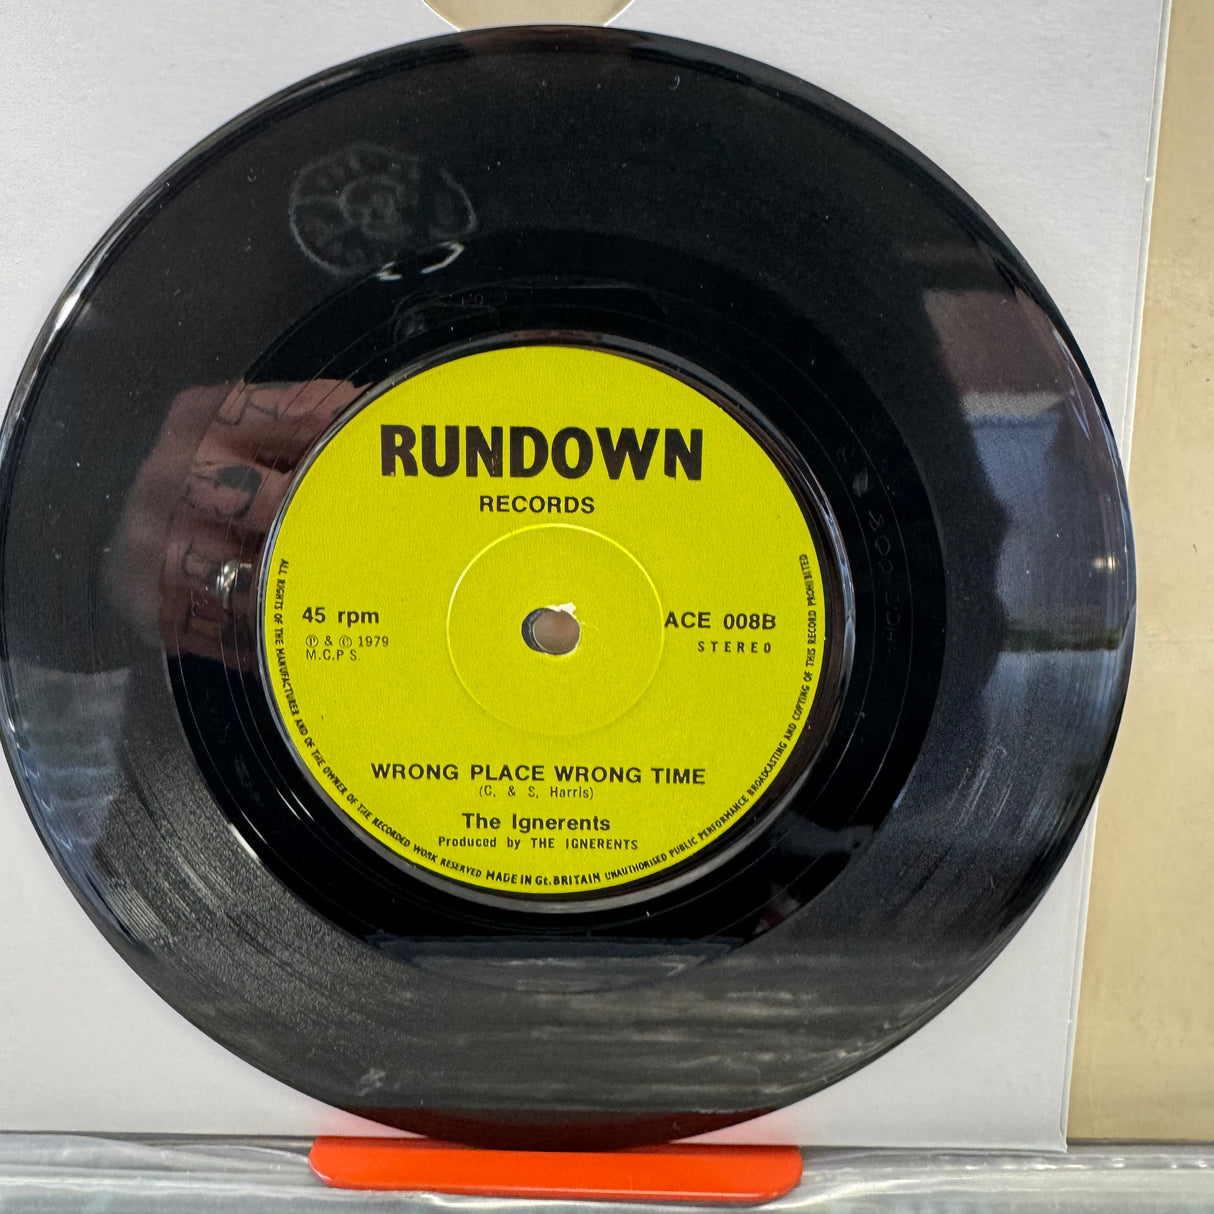 RUNDOWN
RECORDS
45 rpm
Ⓟ & © 1979
M.C.P S.
ACE 008B
STEREO
WRONG PLACE WRONG TIME
(C. & S. Harris)
The Ignerents
Produced by THE IGNERENTS
ALL RIGHTS OF THE MANUFACTURER AND OF THE OWNER OF THE RECORDED WORK RESERVED MADE IN Gt. BRITAIN UNAUTHORISED PUBLIC PERFORMANCE BROADCASTING AND COPYING OF THIS RECORD PROHIBITED